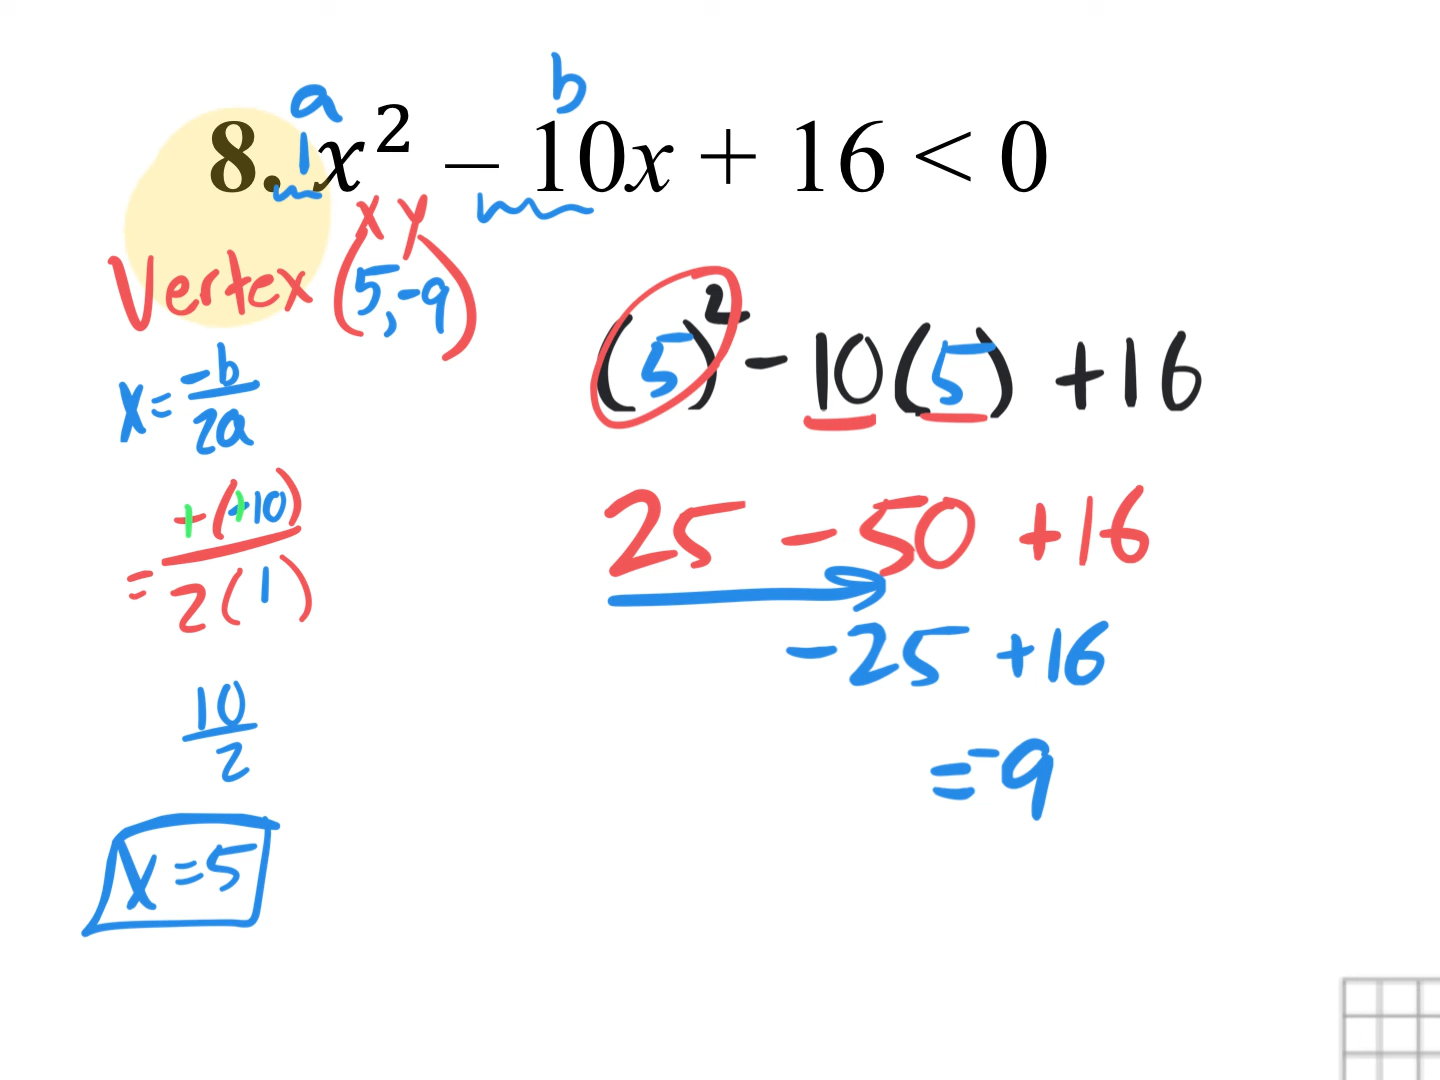 8. 1x² – 10x + 16 < 0
a b
x y
Vertex (5, -9)
(5)² - 10(5) + 16
x = -b/2a
25 - 50 + 16
= +(+10)/2(1)
-25 + 16
10/2
= -9
x = 5